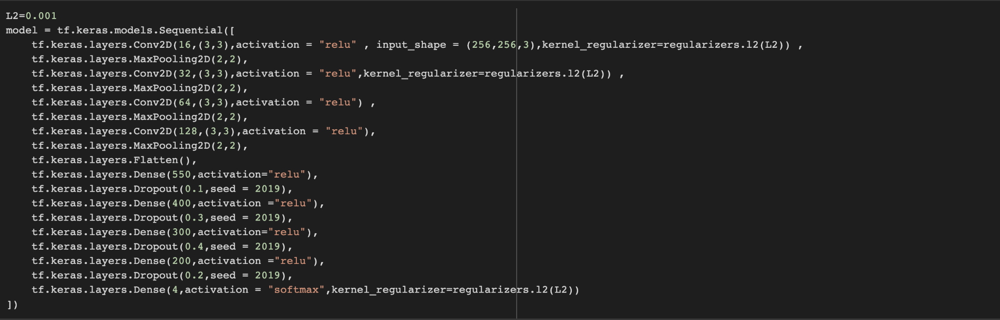 L2=0.001
model = tf.keras.models.Sequential([
    tf.keras.layers.Conv2D(16,(3,3),activation = "relu" , input_shape = (256,256,3),kernel_regularizer=regularizers.l2(L2)) ,
    tf.keras.layers.MaxPooling2D(2,2),
    tf.keras.layers.Conv2D(32,(3,3),activation = "relu",kernel_regularizer=regularizers.l2(L2)) ,
    tf.keras.layers.MaxPooling2D(2,2),
    tf.keras.layers.Conv2D(64,(3,3),activation = "relu") ,
    tf.keras.layers.MaxPooling2D(2,2),
    tf.keras.layers.Conv2D(128,(3,3),activation = "relu"),
    tf.keras.layers.MaxPooling2D(2,2),
    tf.keras.layers.Flatten(),
    tf.keras.layers.Dense(550,activation="relu"),
    tf.keras.layers.Dropout(0.1,seed = 2019),
    tf.keras.layers.Dense(400,activation ="relu"),
    tf.keras.layers.Dropout(0.3,seed = 2019),
    tf.keras.layers.Dense(300,activation="relu"),
    tf.keras.layers.Dropout(0.4,seed = 2019),
    tf.keras.layers.Dense(200,activation ="relu"),
    tf.keras.layers.Dropout(0.2,seed = 2019),
    tf.keras.layers.Dense(4,activation = "softmax",kernel_regularizer=regularizers.l2(L2))
])